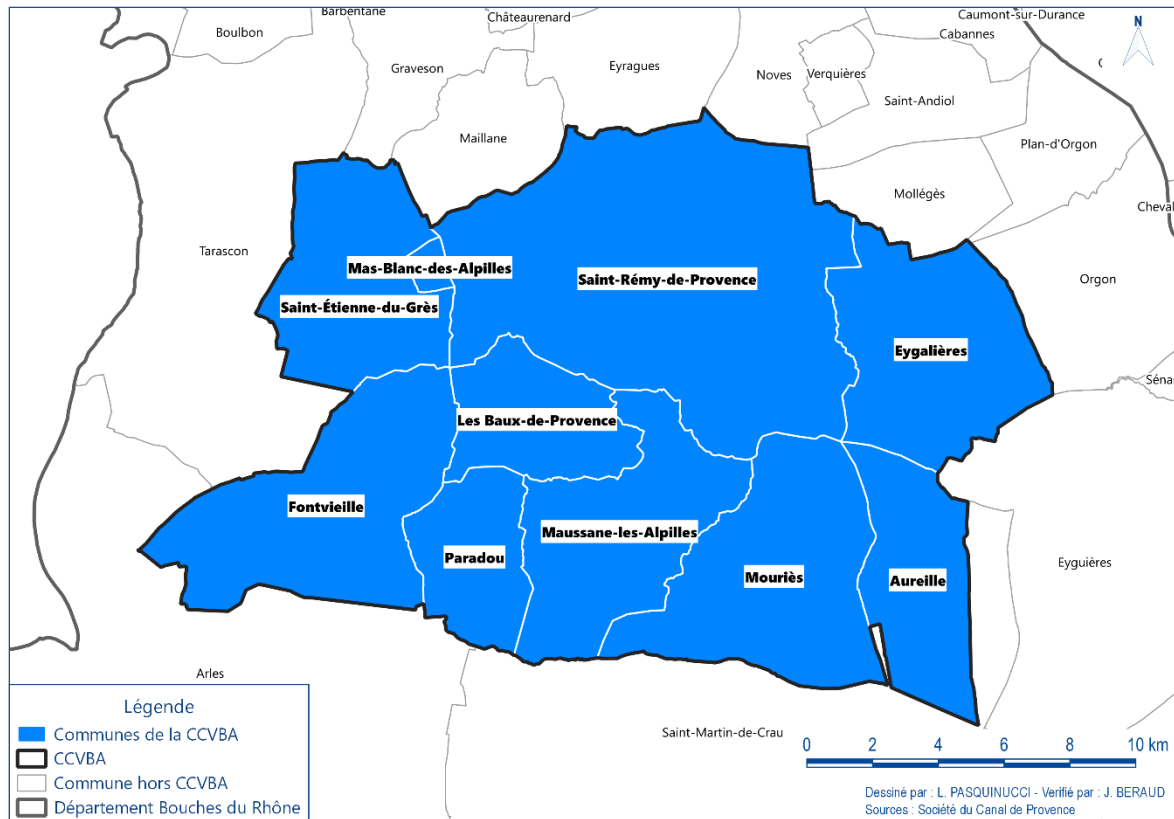 Barbentane
Châteaurenard
Caumont-sur-Durance
Boulbon
Cabannes
N
Graveson
Eyragues
Noves
Verquières
Saint-Andiol
Maillane
Plan-d'Orgon
Mollégès
Cheval
Tarascon
Mas-Blanc-des-Alpilles
Saint-Rémy-de-Provence
Orgon
Saint-Étienne-du-Grès
Eygalières
Sénas
Les Baux-de-Provence
Fontvieille
Maussane-les-Alpilles
Paradou
Mouriès
Aureille
Eyguières
Arles
Saint-Martin-de-Crau
Légende
Communes de la CCVBA
CCVBA
Commune hors CCVBA
Département Bouches du Rhône
0 2 4 6 8 10 km
Dessiné par : L. PASQUINUCCI - Verifié par : J. BERAUD
Sources : Société du Canal de Provence